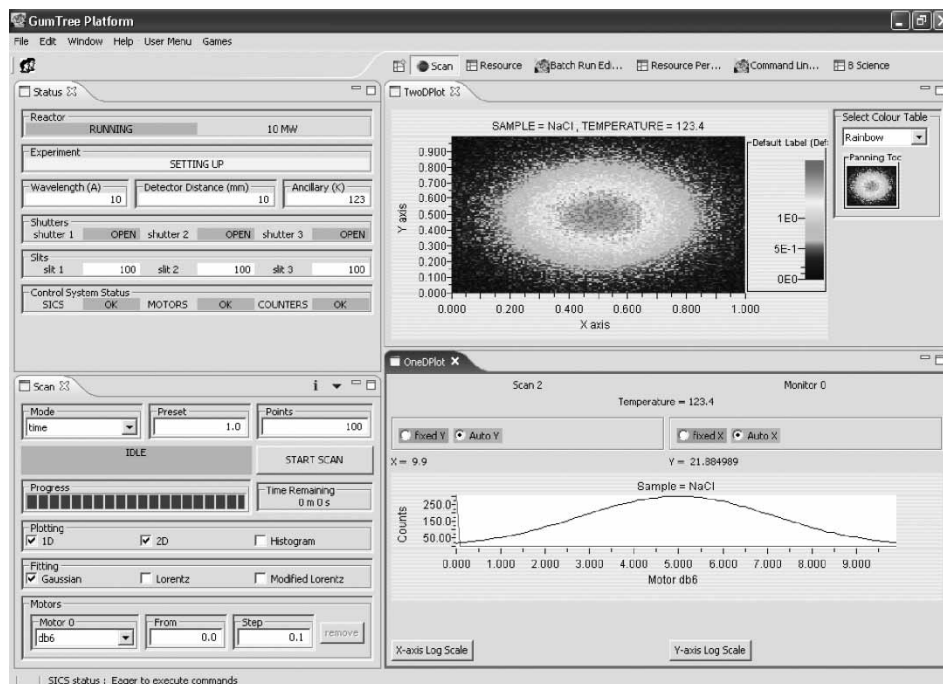 GumTree Platform
File Edit Window Help User Menu Games
Scan Resource Batch Run Edi... Resource Per... Command Lin... B Science
Status
Reactor
RUNNING 10 MW
Experiment
SETTING UP
Wavelength (A) Detector Distance (mm) Ancillary (K)
10 10 123
Shutters
shutter 1 OPEN shutter 2 OPEN shutter 3 OPEN
Slits
slit 1 100 slit 2 100 slit 3 100
Control System Status
SICS OK MOTORS OK COUNTERS OK
TwoDPlot
SAMPLE = NaCl, TEMPERATURE = 123.4
0.900
0.800
0.700
0.600
0.500
0.400
0.300
0.200
0.100
0.000
Y axis
0.000 0.200 0.400 0.600 0.800 1.000
X axis
Default Label (Def
1E0
5E-1
0E0
Select Colour Table
Rainbow
Panning Too
Scan
Mode Preset Points
time 1.0 100
IDLE START SCAN
Progress Time Remaining
0 m 0 s
Plotting
1D 2D Histogram
Fitting
Gaussian Lorentz Modified Lorentz
Motors
Motor 0 From Step
db6 0.0 0.1 remove
OneDPlot
Scan 2 Monitor 0
Temperature = 123.4
fixed Y Auto Y fixed X Auto X
X = 9.9 Y = 21.884989
Sample = NaCl
250.0
150.0
50.00
Counts
0.000 1.000 2.000 3.000 4.000 5.000 6.000 7.000 8.000 9.000
Motor db6
X-axis Log Scale Y-axis Log Scale
SICS status : Eager to execute commands